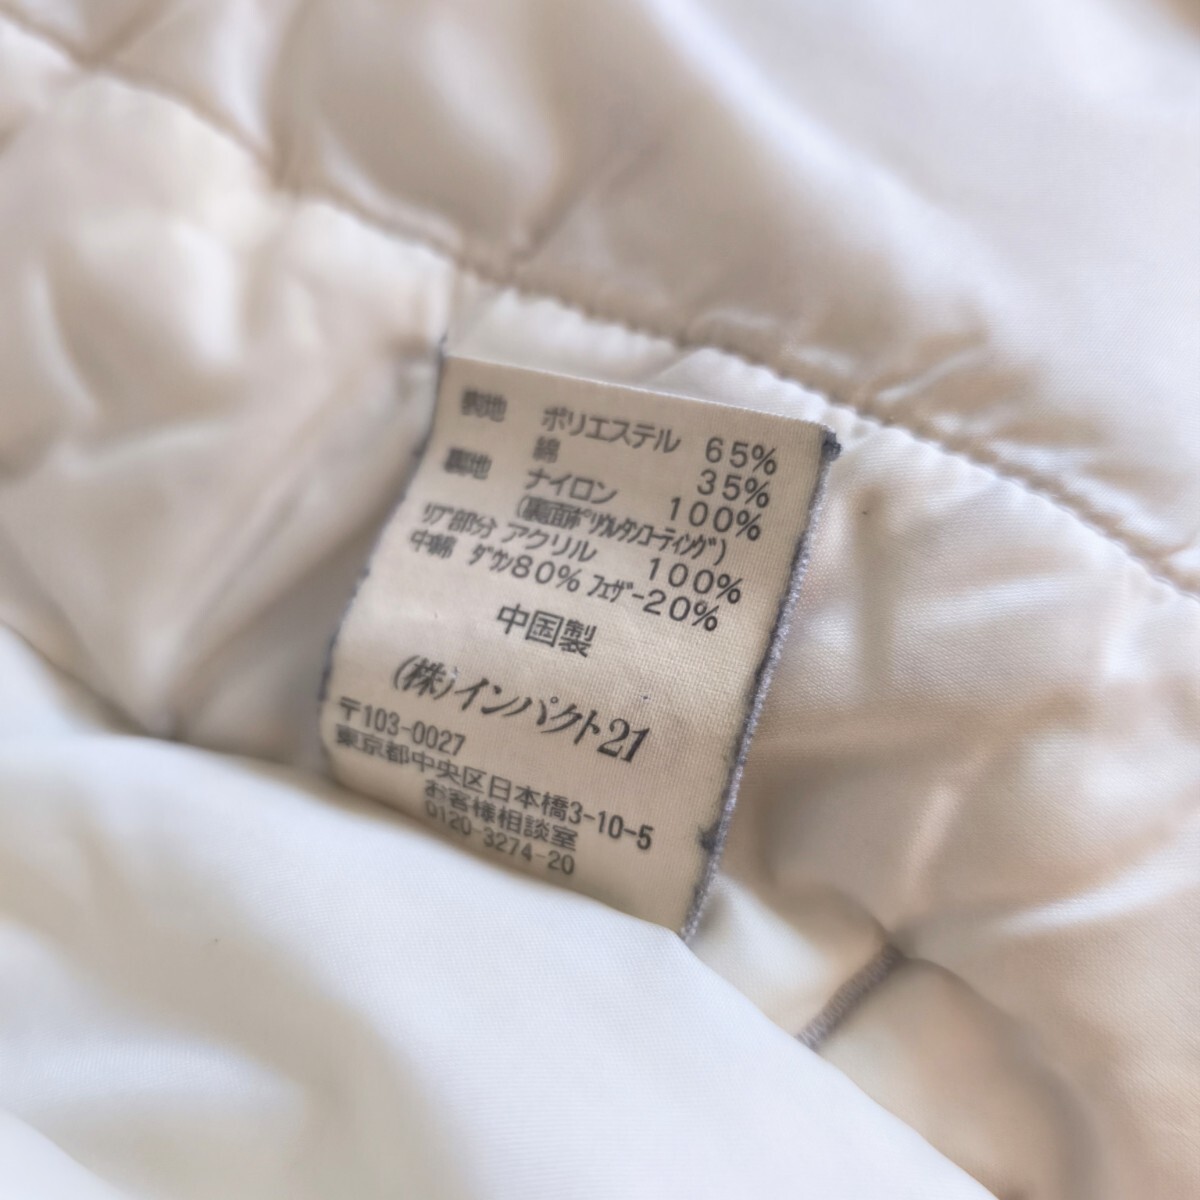 表地 ポリエステル 65%
綿 35%
裏地 ナイロン 100%
(裏面ポリウレタンコーティング)
リブ部分 アクリル 100%
中綿 ダウン80% フェザー20%
中国製
(株)インパクト21
〒103-0027
東京都中央区日本橋3-10-5
お客様相談室
0120-3274-20